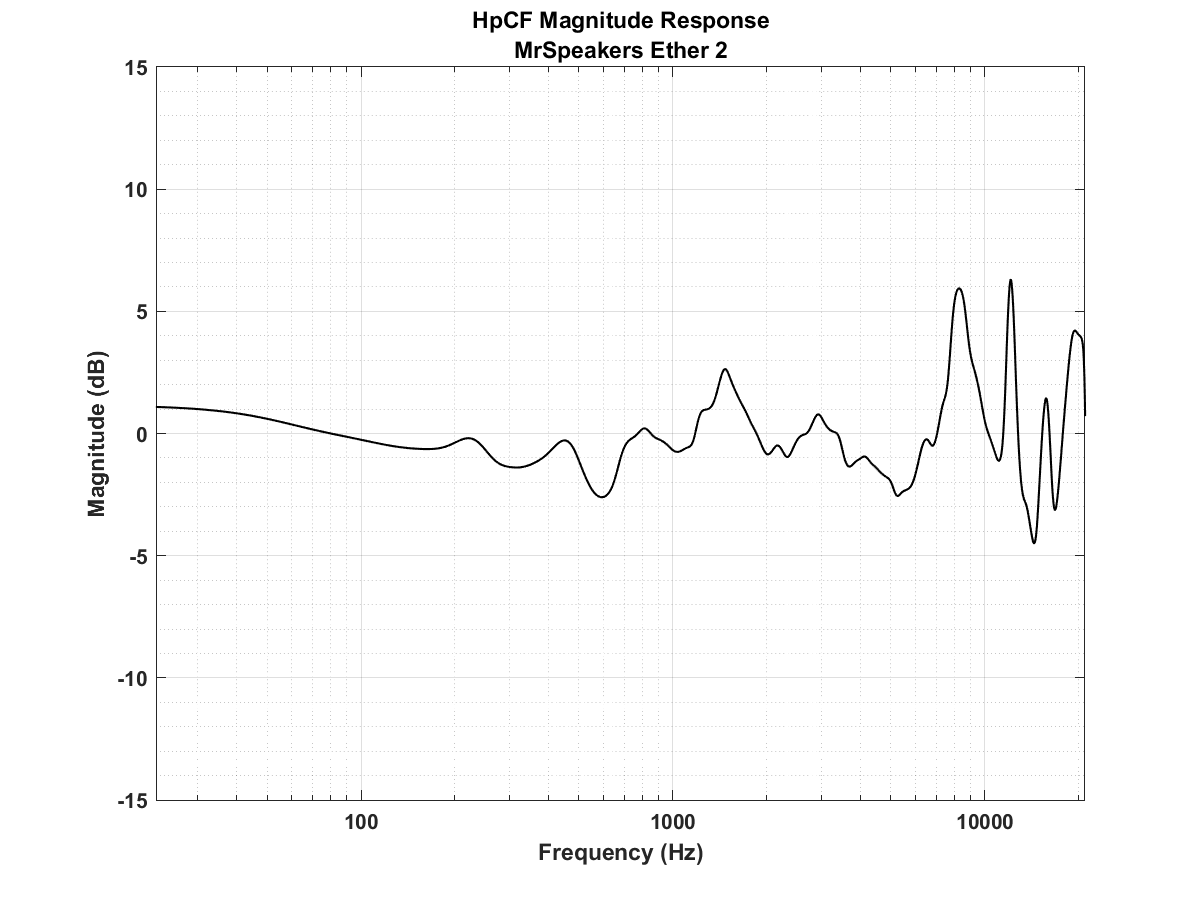 HpCF Magnitude Response
MrSpeakers Ether 2
15
10
5
0
-5
-10
-15
Magnitude (dB)
100
1000
10000
Frequency (Hz)